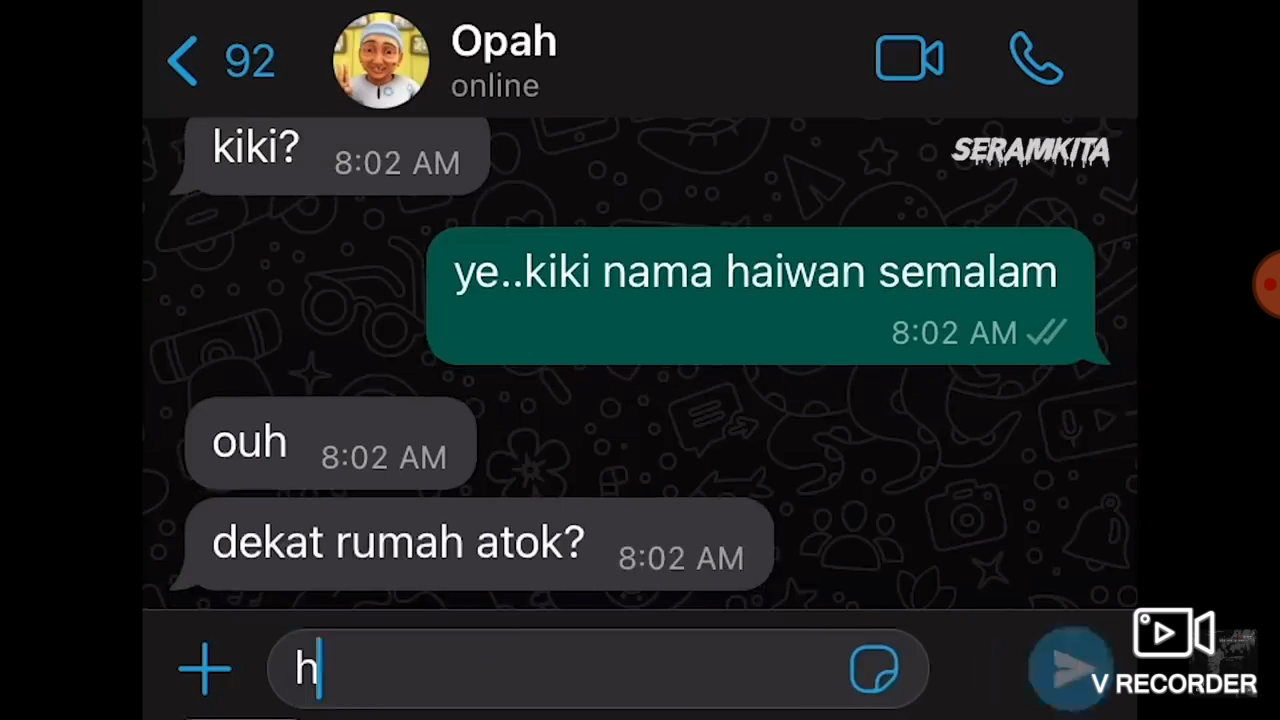 92
Opah
online
kiki? 8:02 AM
SERAMKITA
ye..kiki nama haiwan semalam
8:02 AM
ouh 8:02 AM
dekat rumah atok? 8:02 AM
h
V RECORDER